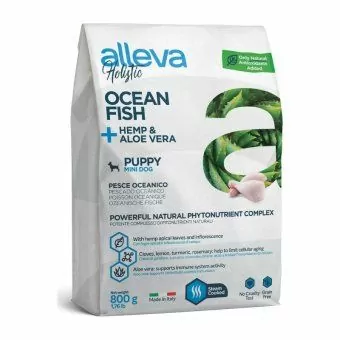 alleva
Holistic
Only Natural
Antioxidants
Added
OCEAN
FISH
+ HEMP &
ALOE VERA
PUPPY
MINI DOG
PESCE OCEANICO
PESCADO OCEÁNICO
POISSON OCÉANIQUE
OZEANISCHE FISCHE
POWERFUL NATURAL PHYTONUTRIENT COMPLEX
With hemp apical leaves and inflorescence
Cloves, lemon, turmeric, rosemary: help to limit cellular aging
Aloe vera: supports immune system activity
Net weight:
800 g
1,76 lb
Made in Italy
Steam
Cooked
No Cruelty
Test
Grain
Free